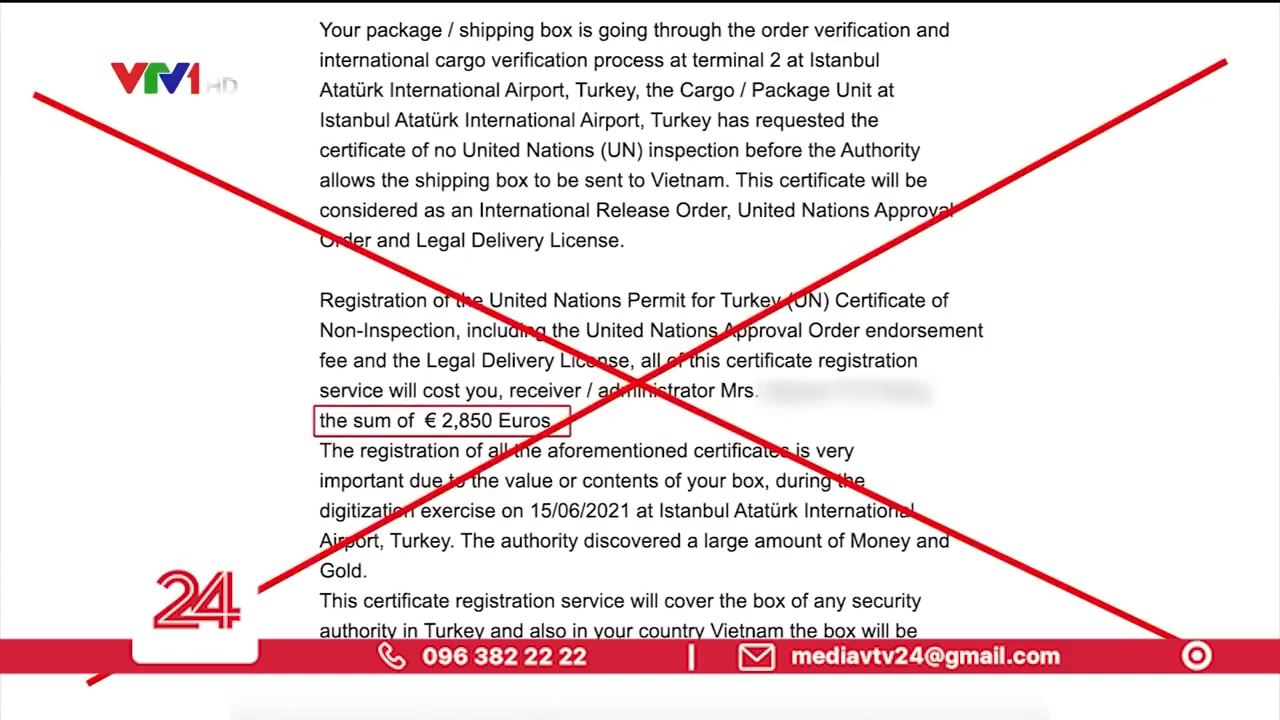 Your package / shipping box is going through the order verification and
international cargo verification process at terminal 2 at Istanbul
VTV1 HD
Atatürk International Airport, Turkey, the Cargo / Package Unit at
Istanbul Atatürk International Airport, Turkey has requested the
certificate of no United Nations (UN) inspection before the Authority
allows the shipping box to be sent to Vietnam. This certificate will be
considered as an International Release Order, United Nations Approval
Order and Legal Delivery License.
Registration of the United Nations Permit for Turkey (UN) Certificate of
Non-Inspection, including the United Nations Approval Order endorsement
fee and the Legal Delivery License, all of this certificate registration
service will cost you, receiver / administrator Mrs.
the sum of € 2,850 Euros
The registration of all the aforementioned certificates is very
important due to the value or contents of your box, during the
digitization exercise on 15/06/2021 at Istanbul Atatürk International
Airport, Turkey. The authority discovered a large amount of Money and
Gold.
24
This certificate registration service will cover the box of any security
authority in Turkey and also in your country Vietnam the box will be
096 382 22 22 | mediavtv24@gmail.com